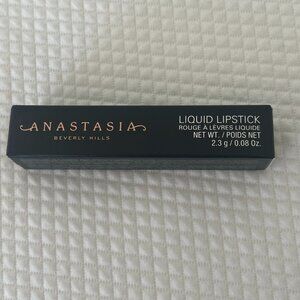 ANASTASIA
BEVERLY HILLS
LIQUID LIPSTICK
ROUGE À LÈVRES LIQUIDE
NET WT. / POIDS NET
2.3 g / 0.08 Oz.